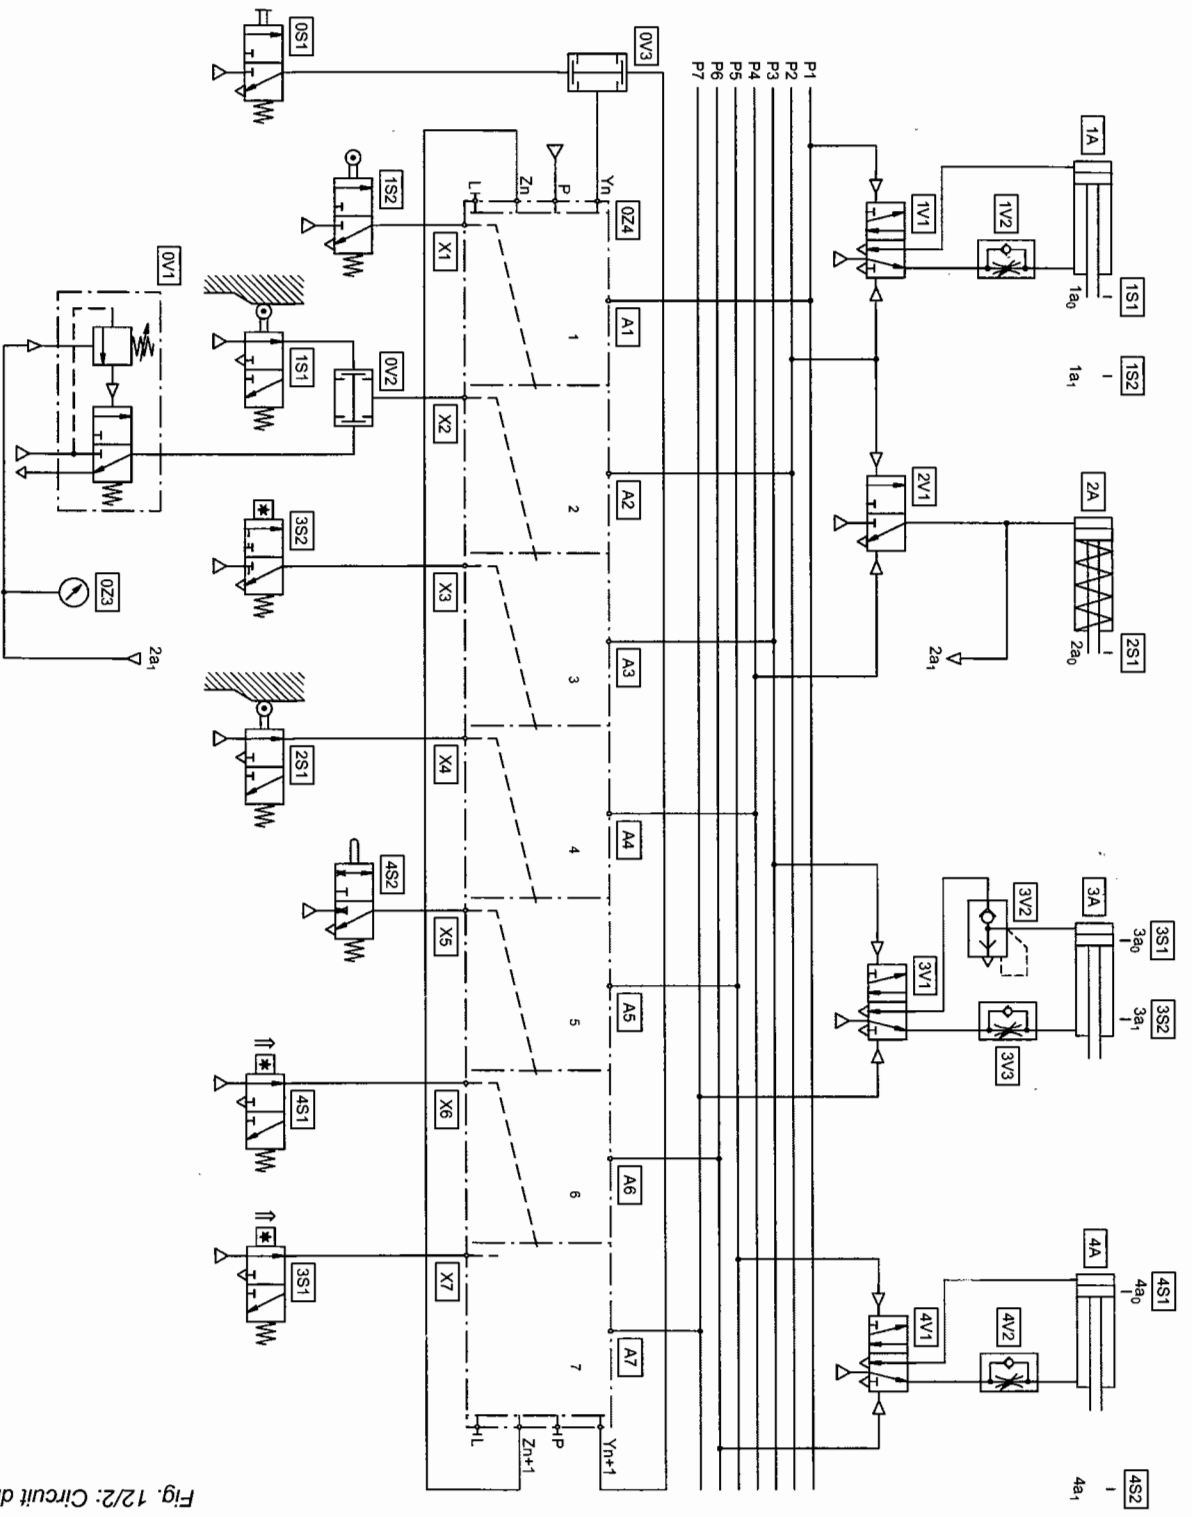 1A
1V2
1V1
1S1
1a₀
1S2
1a₁
2A
2V1
2S1
2a₀
2a₁
3A
3V2
3V1
3V3
3S1
3a₀
3S2
3a₁
4A
4V2
4V1
4S1
4a₀
4S2
4a₁
P1
P2
P3
P4
P5
P6
P7
0V3
0S1
0Z4
Yn
P
Zn
L
A1
A2
A3
A4
A5
A6
A7
1
2
3
4
5
6
7
Yn+1
P
Zn+1
L
X1
X2
X3
X4
X5
X6
X7
1S2
1S1
0V2
3S2
2S1
4S2
4S1
3S1
0V1
0Z3
2a₁
Fig. 12/2: Circuit d